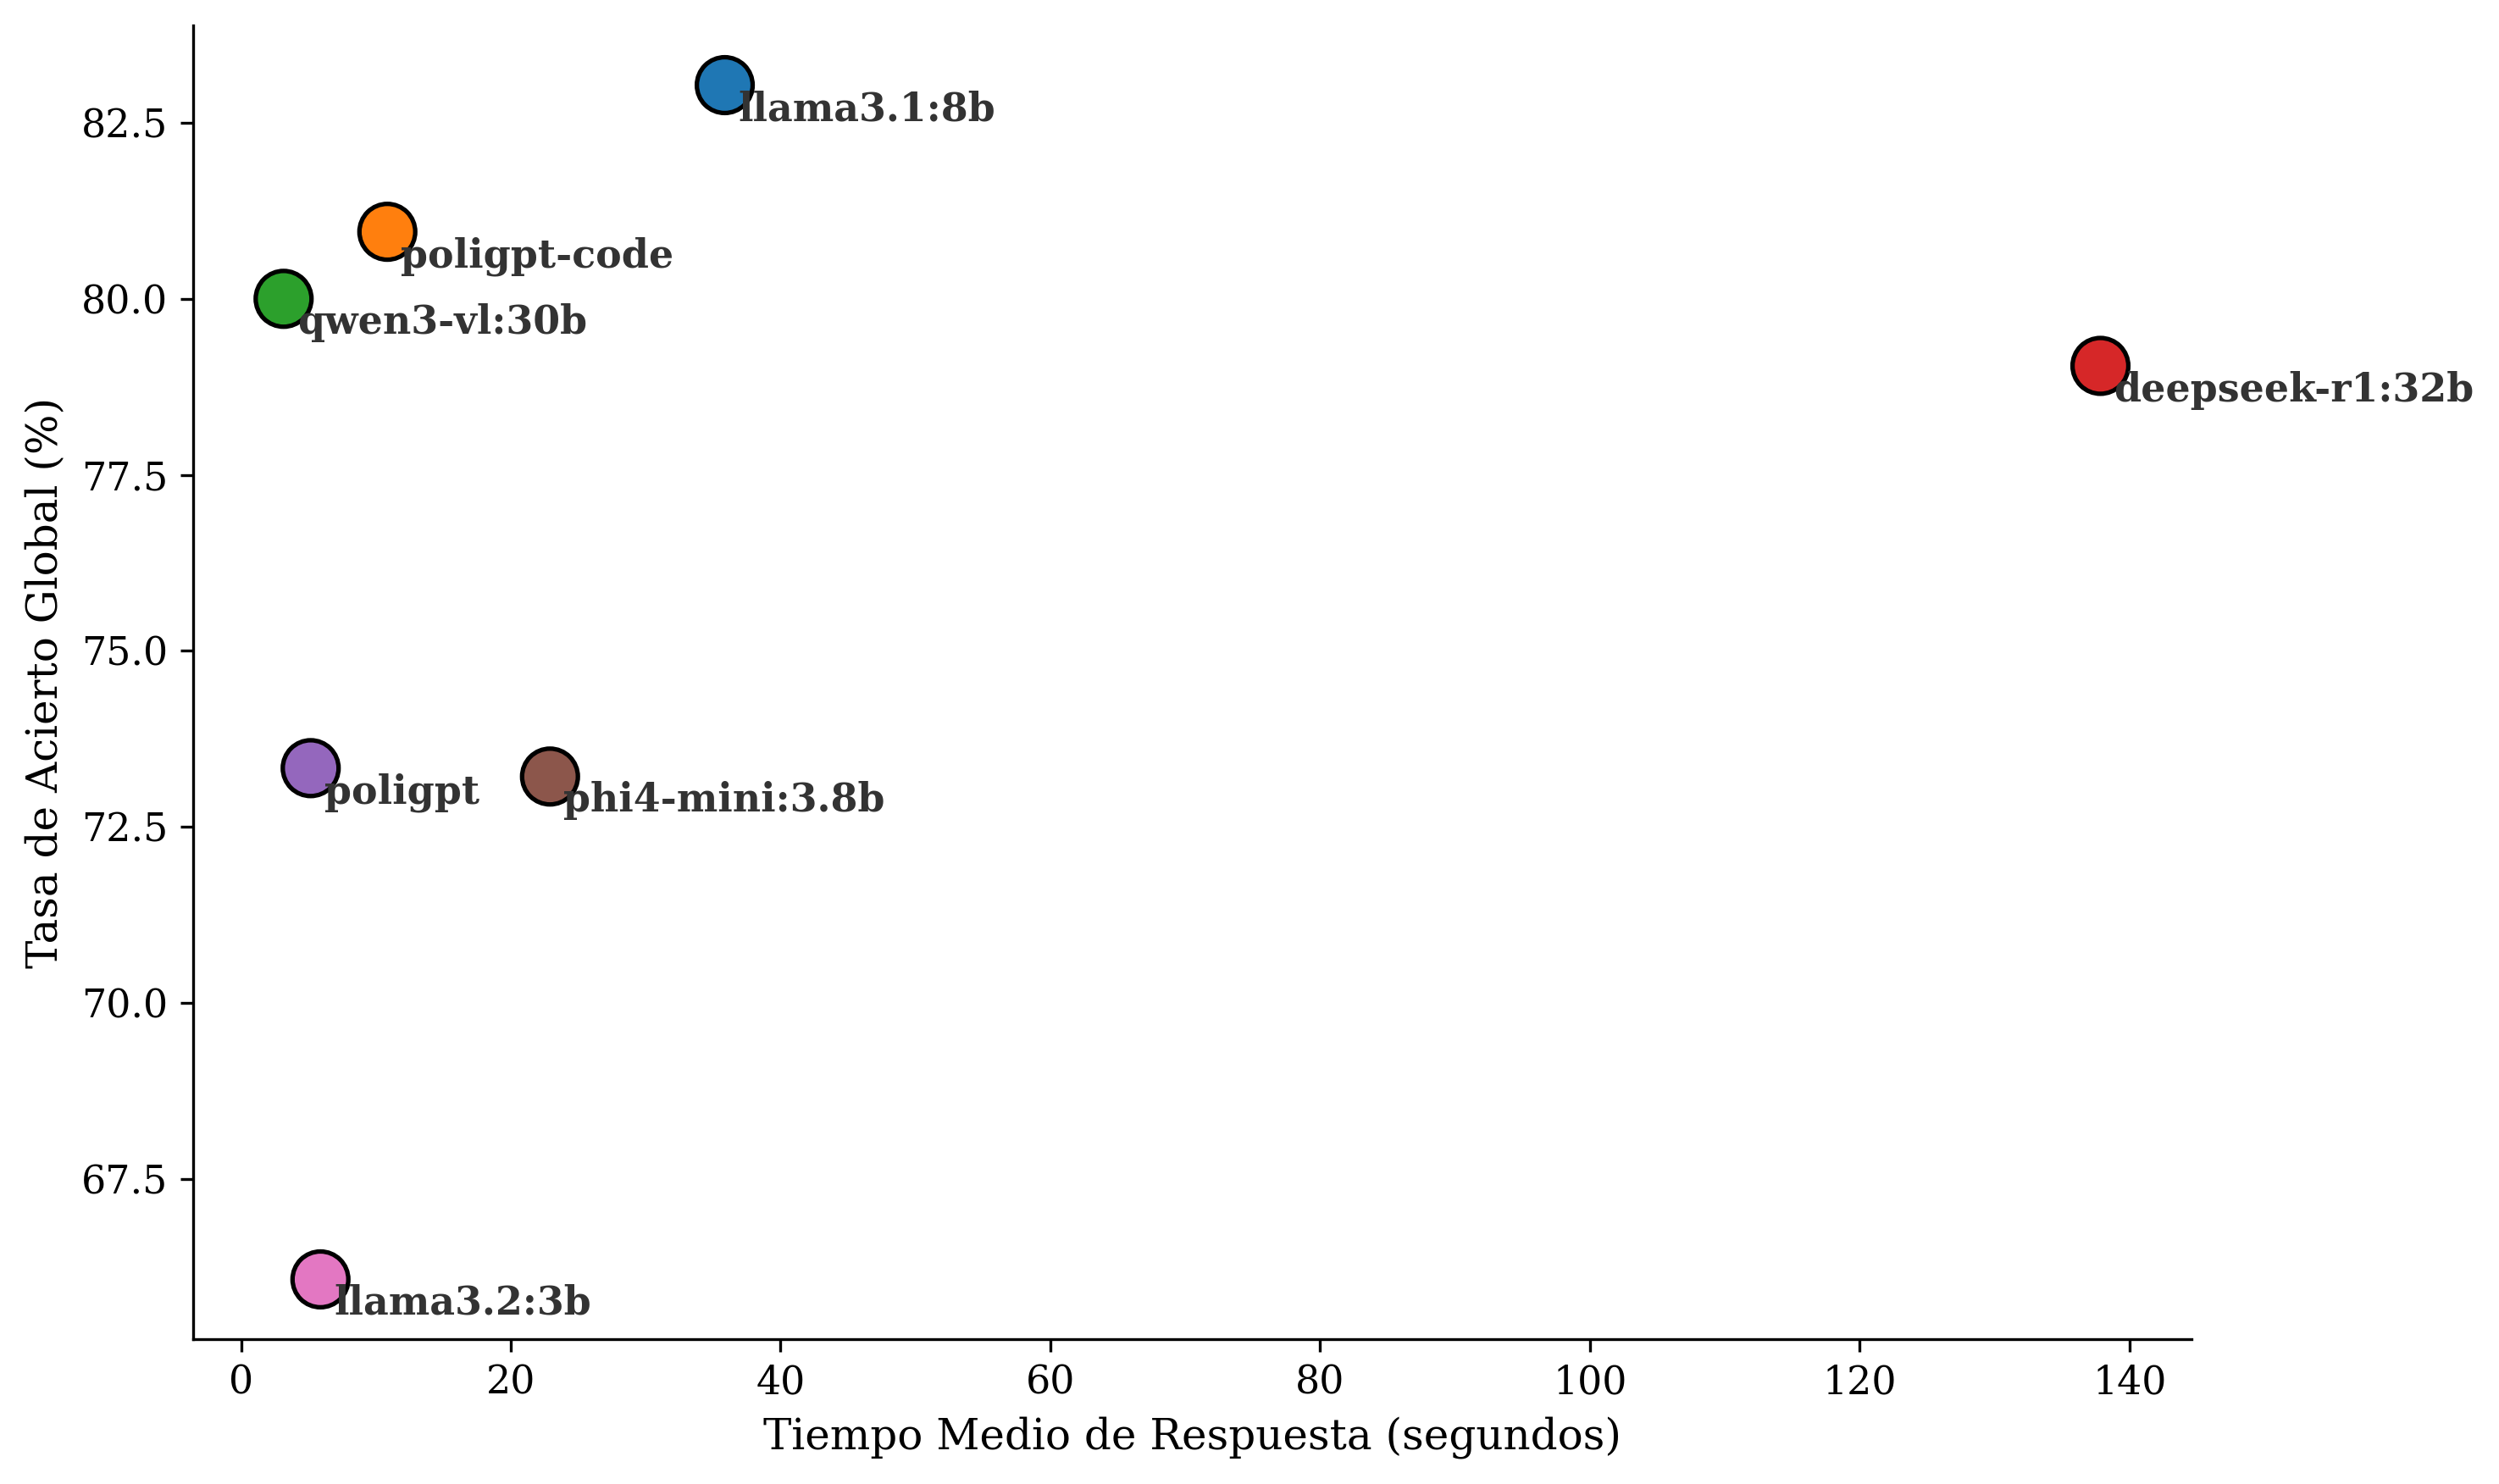 82.5
80.0
77.5
75.0
72.5
70.0
67.5
Tasa de Acierto Global (%)
llama3.1:8b
poligpt-code
qwen3-vl:30b
deepseek-r1:32b
poligpt
phi4-mini:3.8b
llama3.2:3b
0 20 40 60 80 100 120 140
Tiempo Medio de Respuesta (segundos)